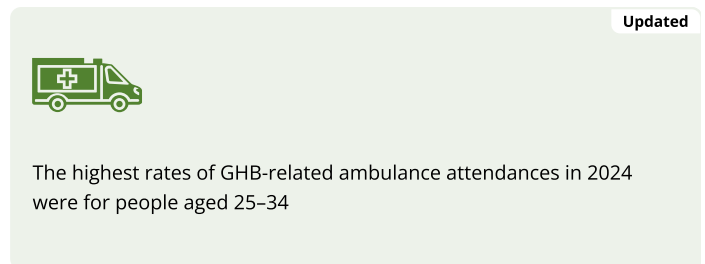 Updated
The highest rates of GHB-related ambulance attendances in 2024
were for people aged 25–34